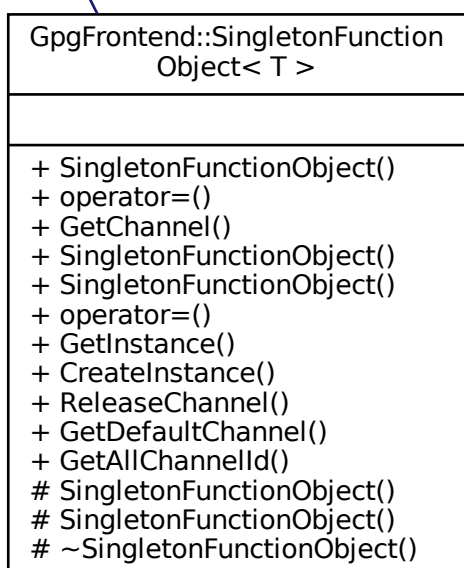 GpgFrontend::SingletonFunction
Object< T >
+ SingletonFunctionObject()
+ operator=()
+ GetChannel()
+ SingletonFunctionObject()
+ SingletonFunctionObject()
+ operator=()
+ GetInstance()
+ CreateInstance()
+ ReleaseChannel()
+ GetDefaultChannel()
+ GetAllChannelId()
# SingletonFunctionObject()
# SingletonFunctionObject()
# ~SingletonFunctionObject()